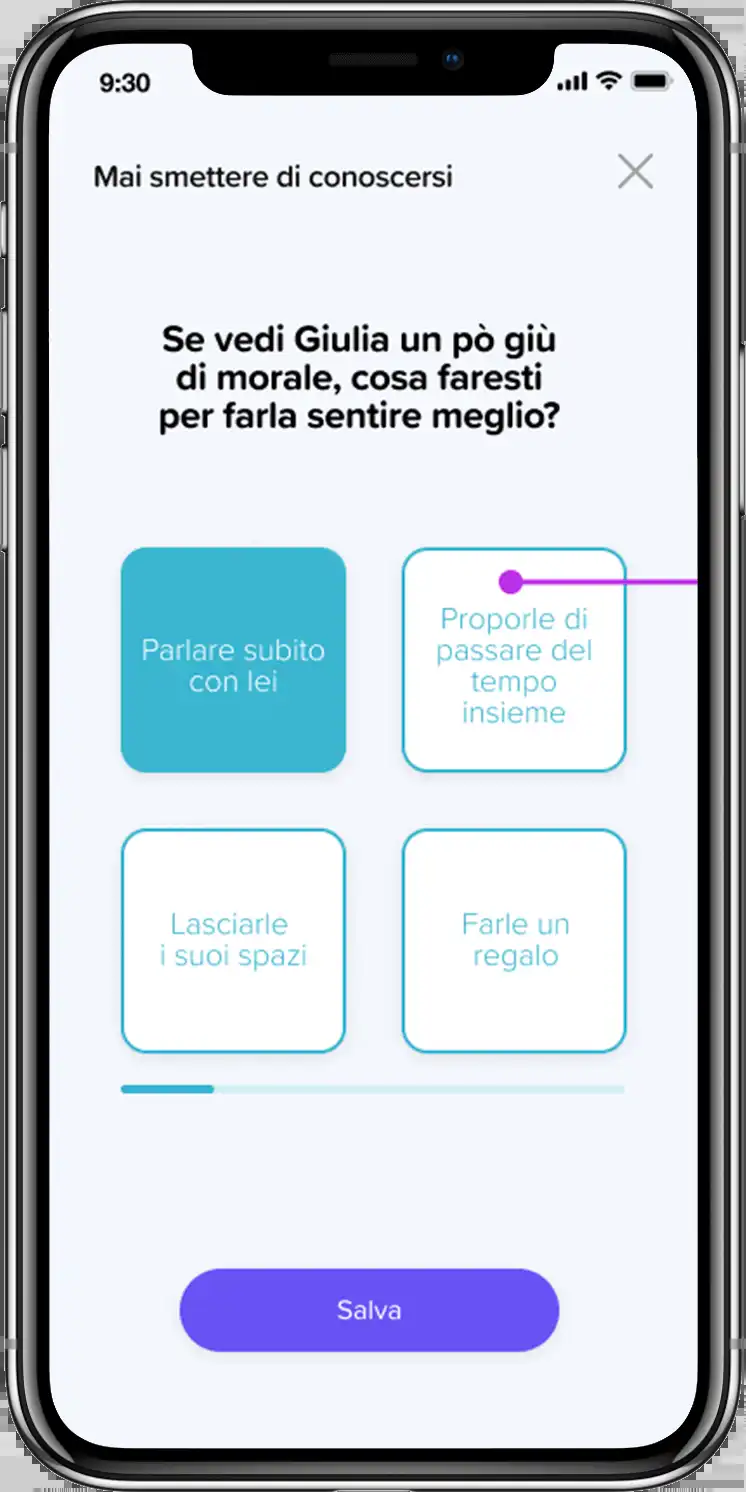 9:30
Mai smettere di conoscersi
Se vedi Giulia un pò giù
di morale, cosa faresti
per farla sentire meglio?
Parlare subito
con lei
Proporle di
passare del
tempo
insieme
Lasciarle
i suoi spazi
Farle un
regalo
Salva